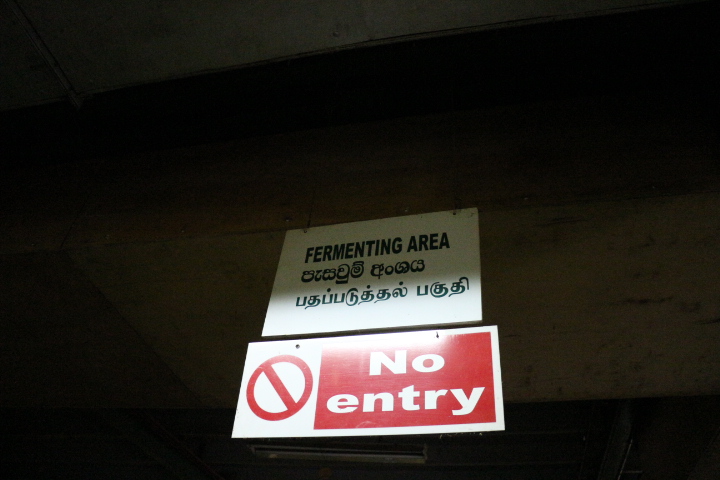 FERMENTING AREA
පැසවුම් අංශය
பதப்படுத்தல் பகுதி
No
entry